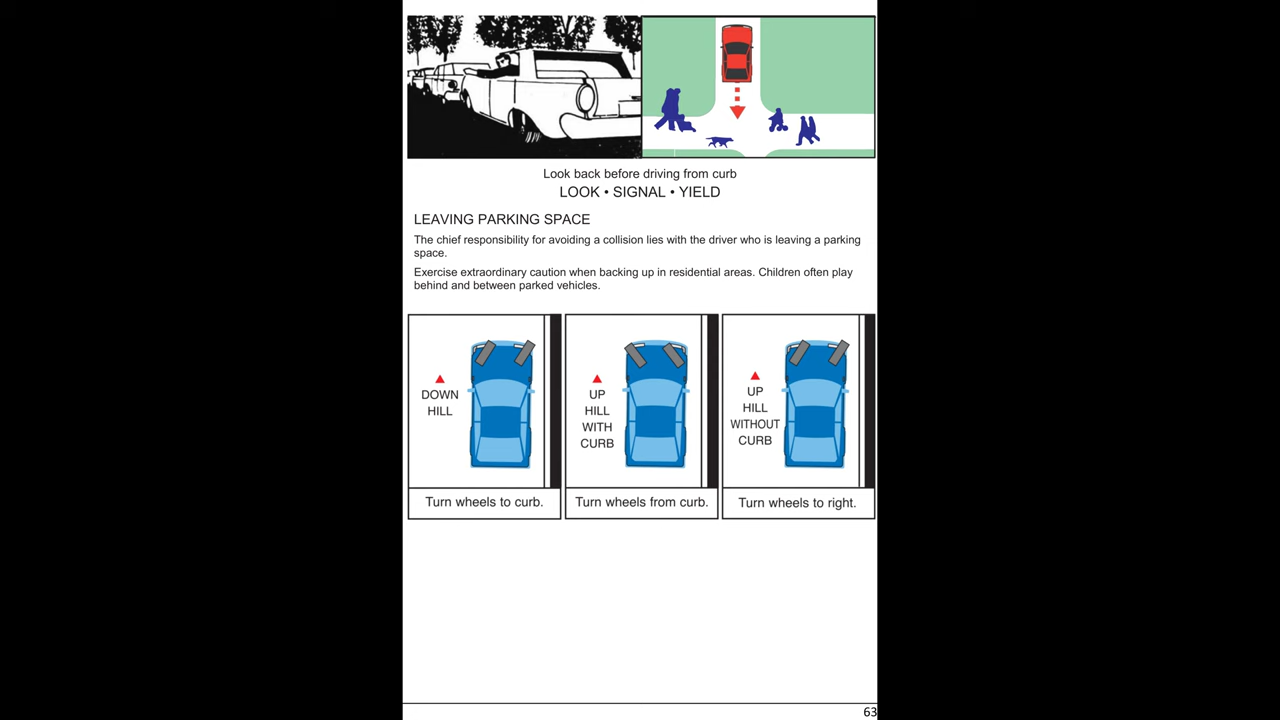 Look back before driving from curb
LOOK • SIGNAL • YIELD
LEAVING PARKING SPACE
The chief responsibility for avoiding a collision lies with the driver who is leaving a parking
space.
Exercise extraordinary caution when backing up in residential areas. Children often play
behind and between parked vehicles.
DOWN
HILL
Turn wheels to curb.
UP
HILL
WITH
CURB
Turn wheels from curb.
UP
HILL
WITHOUT
CURB
Turn wheels to right.
63